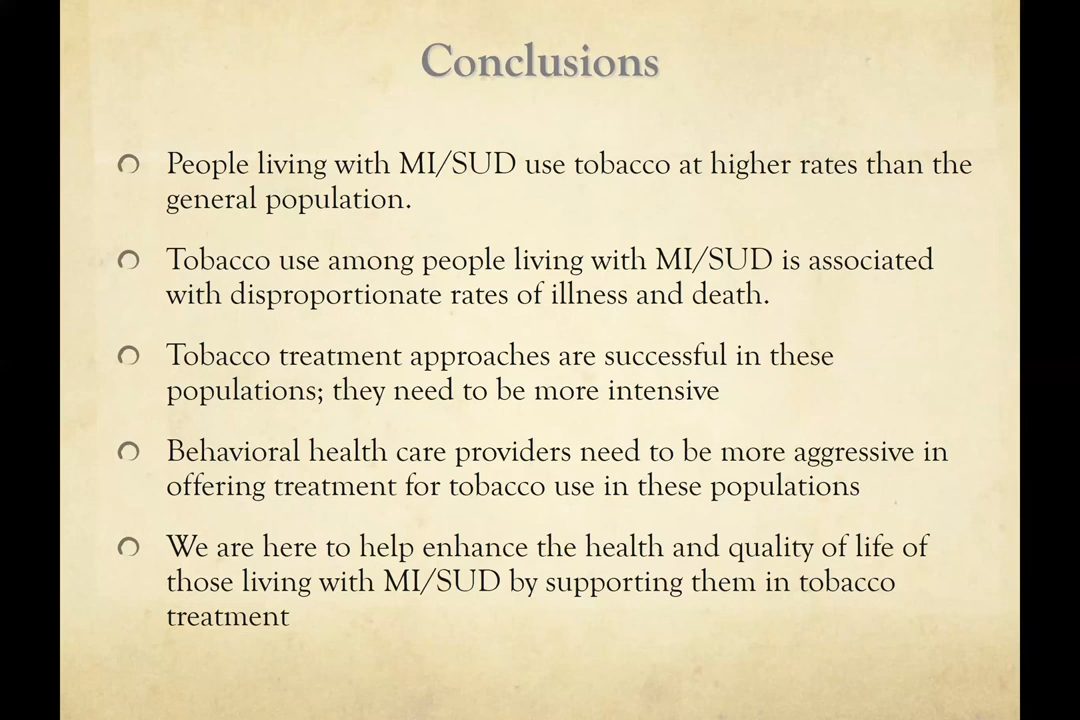 Conclusions
People living with MI/SUD use tobacco at higher rates than the
general population.
Tobacco use among people living with MI/SUD is associated
with disproportionate rates of illness and death.
Tobacco treatment approaches are successful in these
populations; they need to be more intensive
Behavioral health care providers need to be more aggressive in
offering treatment for tobacco use in these populations
We are here to help enhance the health and quality of life of
those living with MI/SUD by supporting them in tobacco
treatment